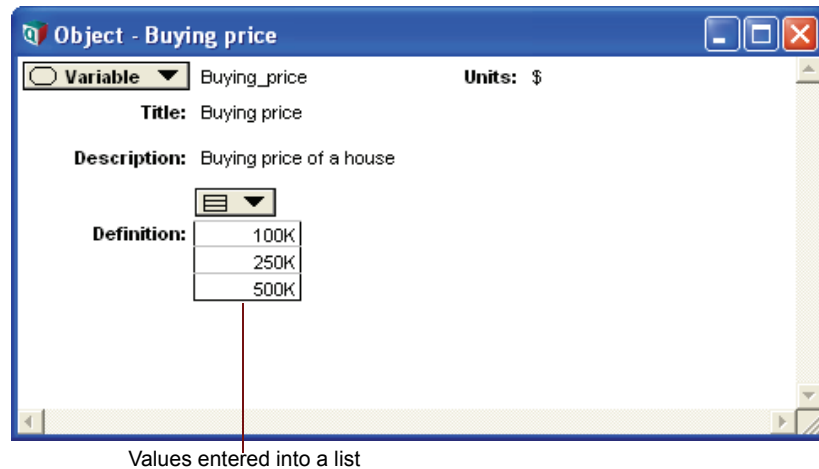 Object - Buying price
Variable Buying_price Units: $
Title: Buying price
Description: Buying price of a house
Definition: 100K
250K
500K
Values entered into a list